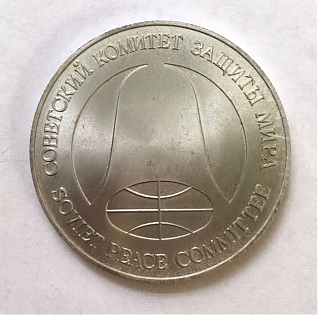 СОВЕТСКИЙ КОМИТЕТ ЗАЩИТЫ МИРА
SOVIET PEACE COMMITTEE